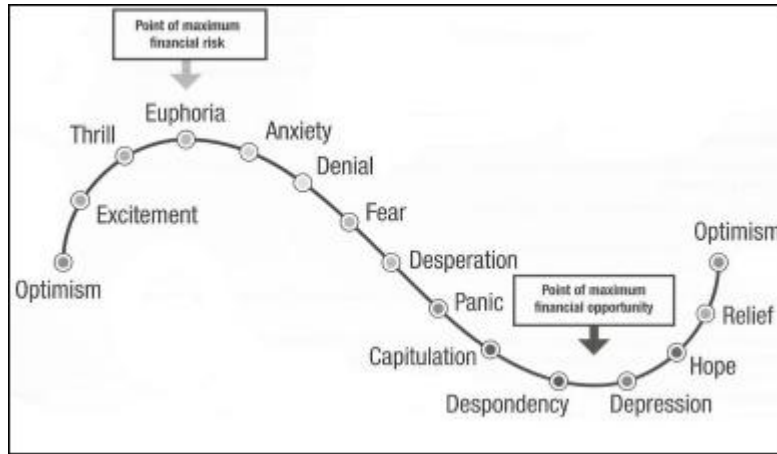 Point of maximum
financial risk
Euphoria
Thrill
Anxiety
Denial
Excitement
Fear
Optimism
Desperation
Optimism
Point of maximum
financial opportunity
Panic
Relief
Capitulation
Hope
Despondency
Depression